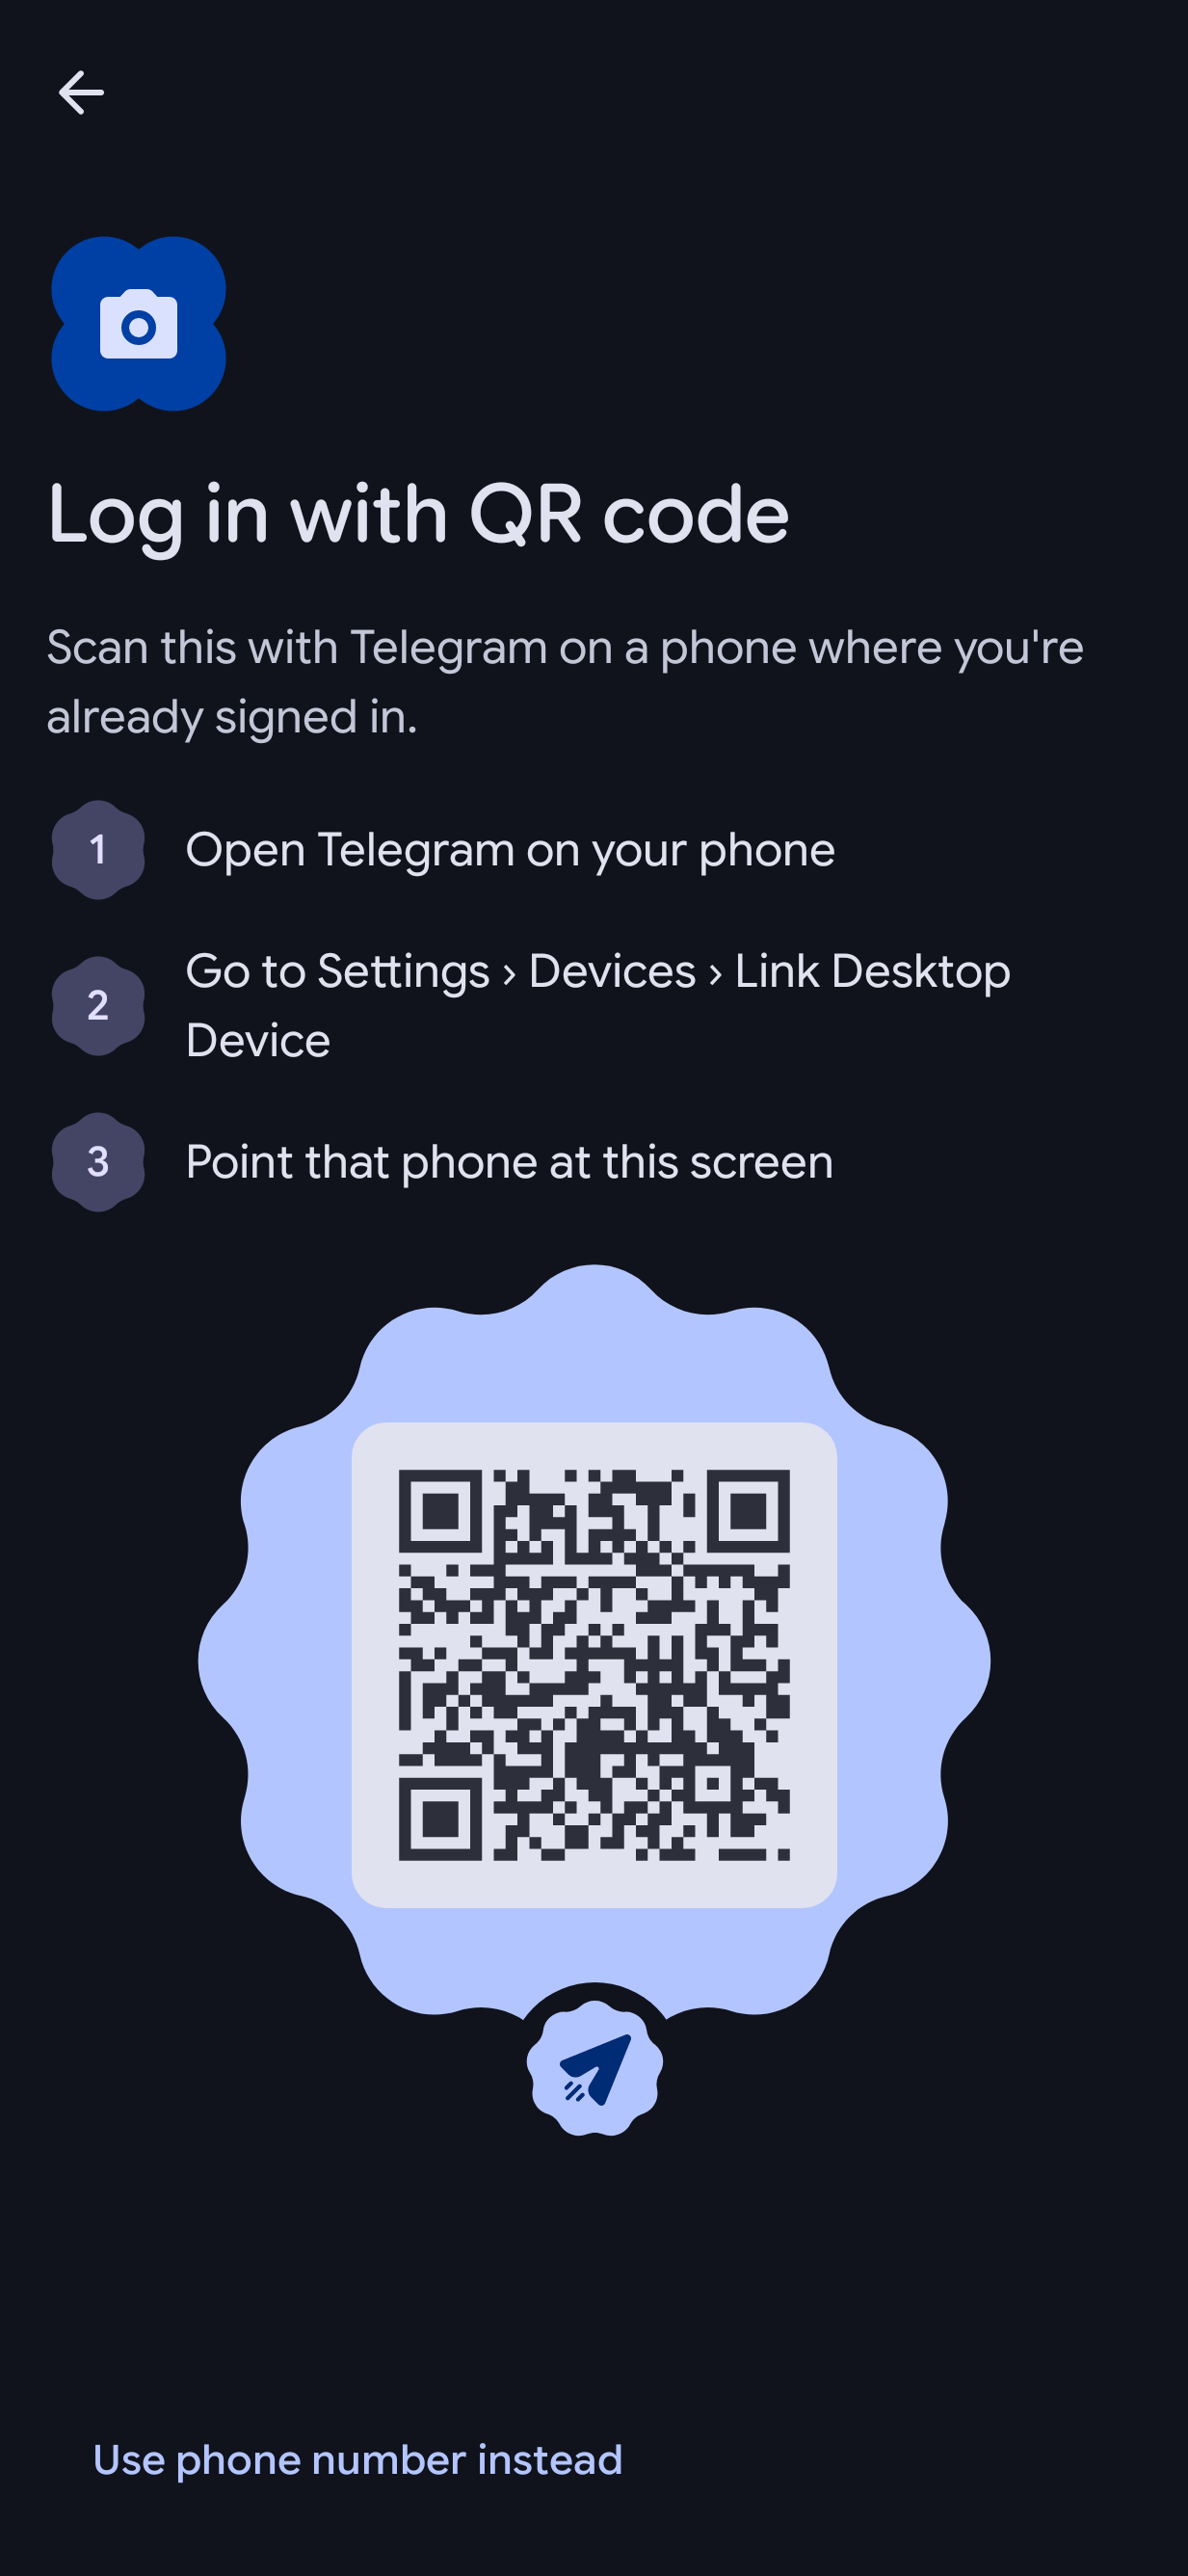 Log in with QR code
Scan this with Telegram on a phone where you're
already signed in.
1 Open Telegram on your phone
2 Go to Settings › Devices › Link Desktop
Device
3 Point that phone at this screen
Use phone number instead